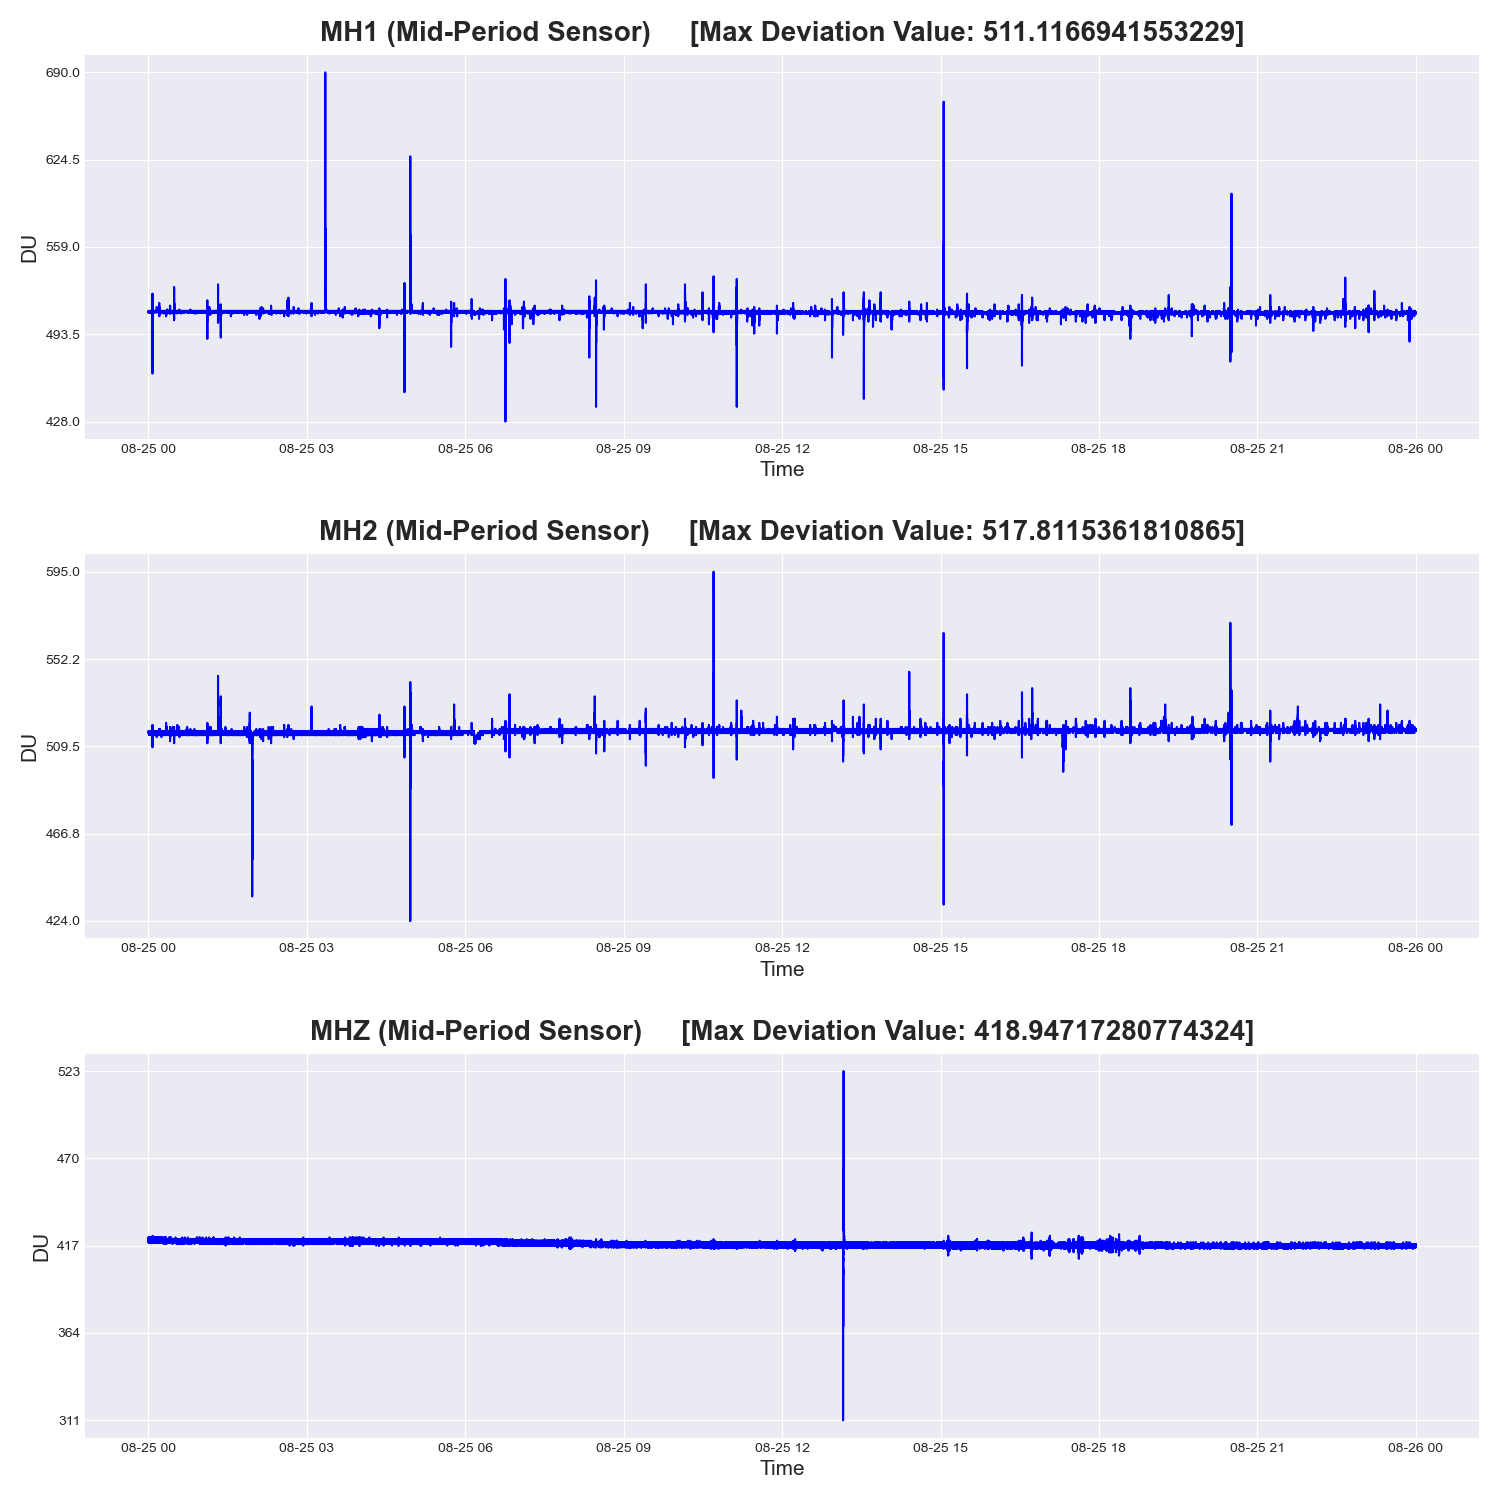 MH1 (Mid-Period Sensor) [Max Deviation Value: 511.1166941553229]
690.0
624.5
559.0
493.5
428.0
DU
08-25 00 08-25 03 08-25 06 08-25 09 08-25 12 08-25 15 08-25 18 08-25 21 08-26 00
Time
MH2 (Mid-Period Sensor) [Max Deviation Value: 517.8115361810865]
595.0
552.2
509.5
466.8
424.0
DU
08-25 00 08-25 03 08-25 06 08-25 09 08-25 12 08-25 15 08-25 18 08-25 21 08-26 00
Time
MHZ (Mid-Period Sensor) [Max Deviation Value: 418.94717280774324]
523
470
417
364
311
DU
08-25 00 08-25 03 08-25 06 08-25 09 08-25 12 08-25 15 08-25 18 08-25 21 08-26 00
Time